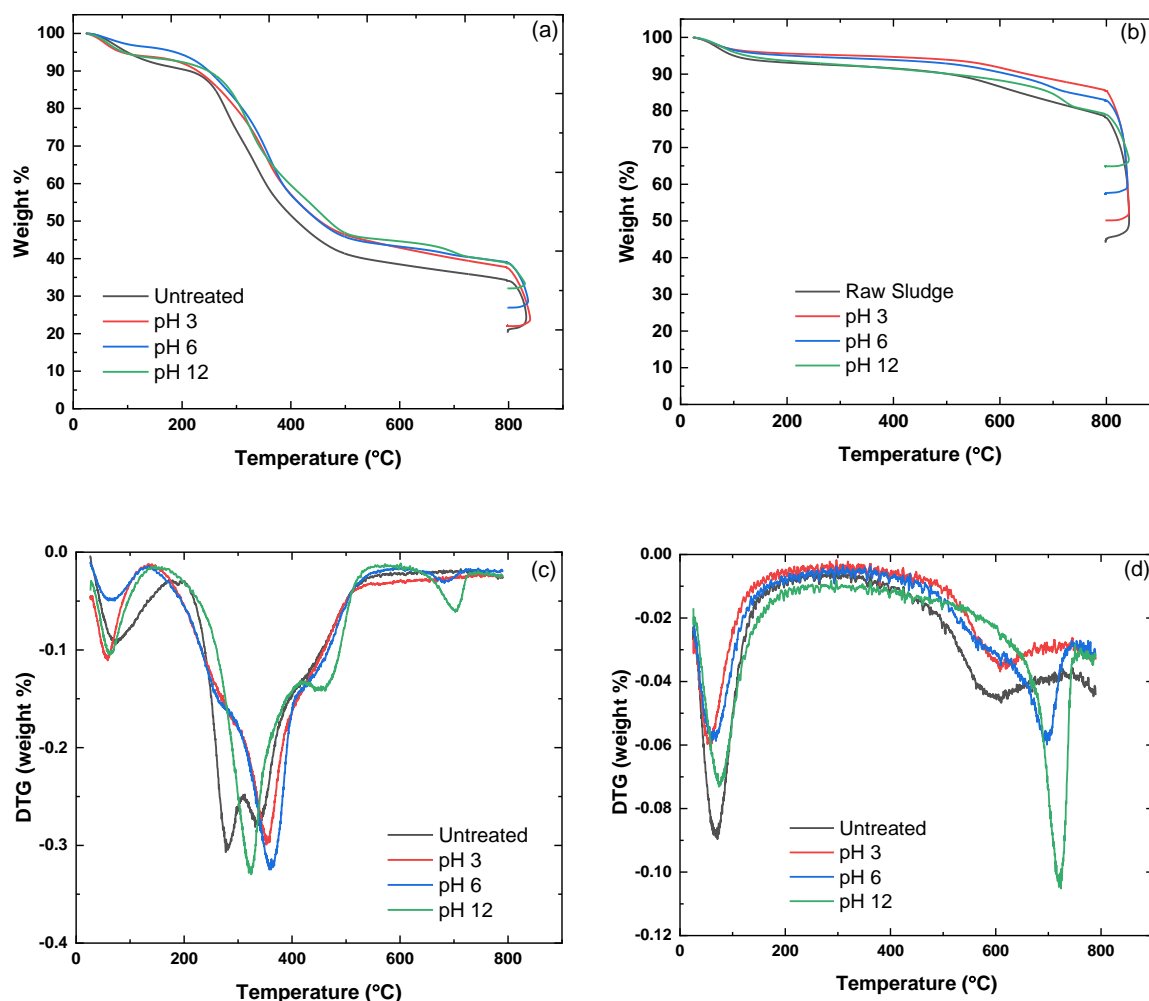 (a)
100
90
80
70
60
50
40
30
20
10
0
Weight %
Untreated
pH 3
pH 6
pH 12
0 200 400 600 800
Temperature (°C)
(b)
100
90
80
70
60
50
40
30
20
10
0
Weight (%)
Raw Sludge
pH 3
pH 6
pH 12
0 200 400 600 800
Temperature (°C)
(c)
0.0
-0.1
-0.2
-0.3
-0.4
DTG (weight %)
Untreated
pH 3
pH 6
pH 12
0 200 400 600 800
Temperature (°C)
(d)
0.00
-0.02
-0.04
-0.06
-0.08
-0.10
-0.12
DTG (weight %)
Untreated
pH 3
pH 6
pH 12
0 200 400 600 800
Temperature (°C)